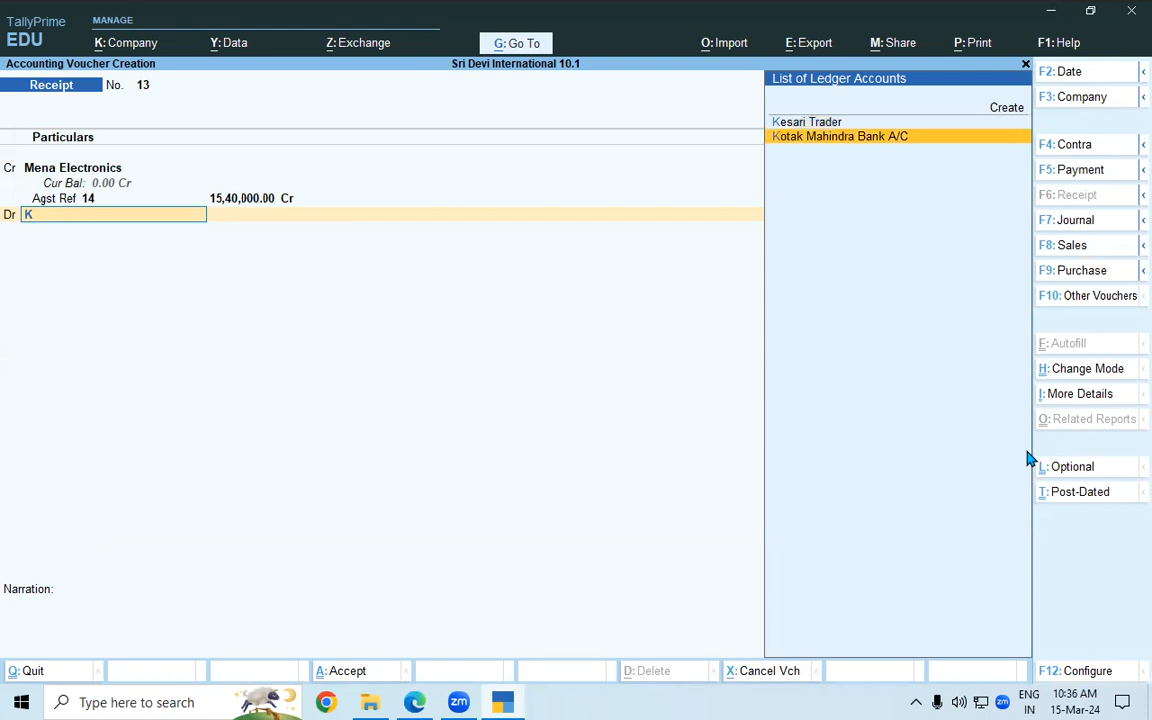 TallyPrime
EDU
MANAGE
K: Company
Y: Data
Z: Exchange
G: Go To
O: Import
E: Export
M: Share
P: Print
F1: Help
Accounting Voucher Creation
Sri Devi International 10.1
Receipt No. 13
Particulars
Cr Mena Electronics
Cur Bal: 0.00 Cr
Agst Ref 14 15,40,000.00 Cr
Dr K
Narration:
List of Ledger Accounts
Create
Kesari Trader
Kotak Mahindra Bank A/C
F2: Date
F3: Company
F4: Contra
F5: Payment
F6: Receipt
F7: Journal
F8: Sales
F9: Purchase
F10: Other Vouchers
F: Autofill
H: Change Mode
I: More Details
O: Related Reports
L: Optional
T: Post-Dated
Q: Quit
A: Accept
D: Delete
X: Cancel Vch
F12: Configure
Type here to search
zm
zm
ENG
IN
10:36 AM
15-Mar-24